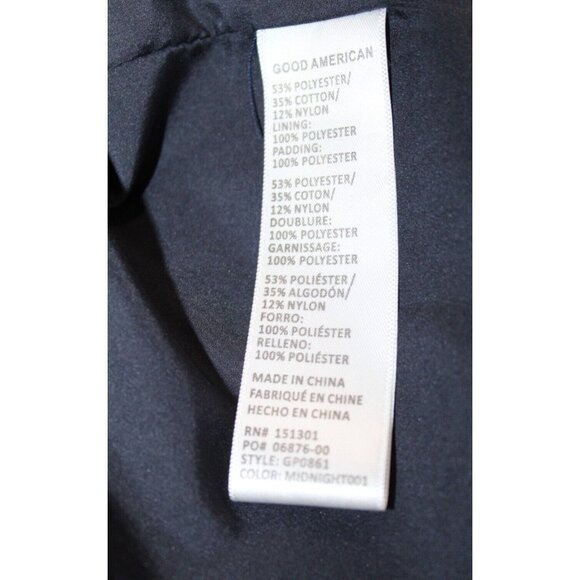 GOOD AMERICAN
53% POLYESTER/
35% COTTON/
12% NYLON
LINING:
100% POLYESTER
PADDING:
100% POLYESTER
53% POLYESTER/
35% COTON/
12% NYLON
DOUBLURE:
100% POLYESTER
GARNISSAGE:
100% POLYESTER
53% POLIÉSTER/
35% ALGODÓN/
12% NYLON
FORRO:
100% POLIÉSTER
RELLENO:
100% POLIÉSTER
MADE IN CHINA
FABRIQUÉ EN CHINE
HECHO EN CHINA
RN# 151301
PO# 06876-00
STYLE: GP0861
COLOR: MIDNIGHT001